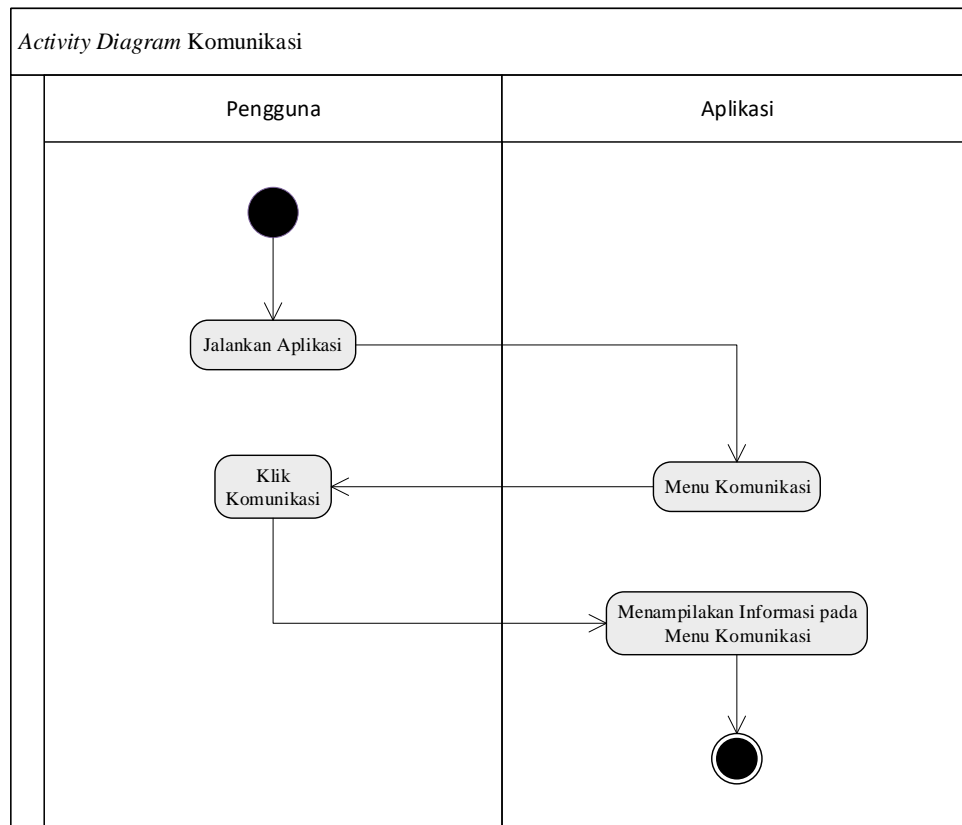 Activity Diagram Komunikasi
Pengguna
Aplikasi
Jalankan Aplikasi
Klik
Komunikasi
Menu Komunikasi
Menampilakan Informasi pada
Menu Komunikasi